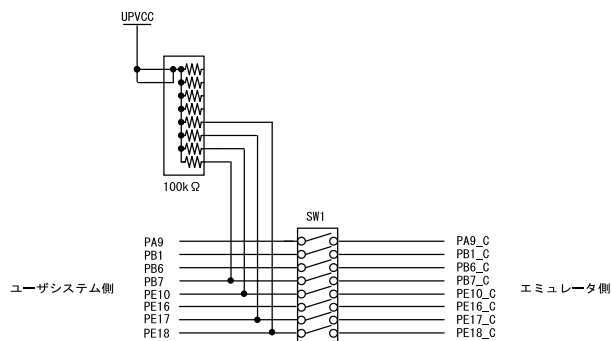 UPVCC
100kΩ
SW1
PA9 PA9_C
PB1 PB1_C
PB6 PB6_C
ユーザシステム側 PB7 PB7_C エミュレータ側
PE10 PE10_C
PE16 PE16_C
PE17 PE17_C
PE18 PE18_C